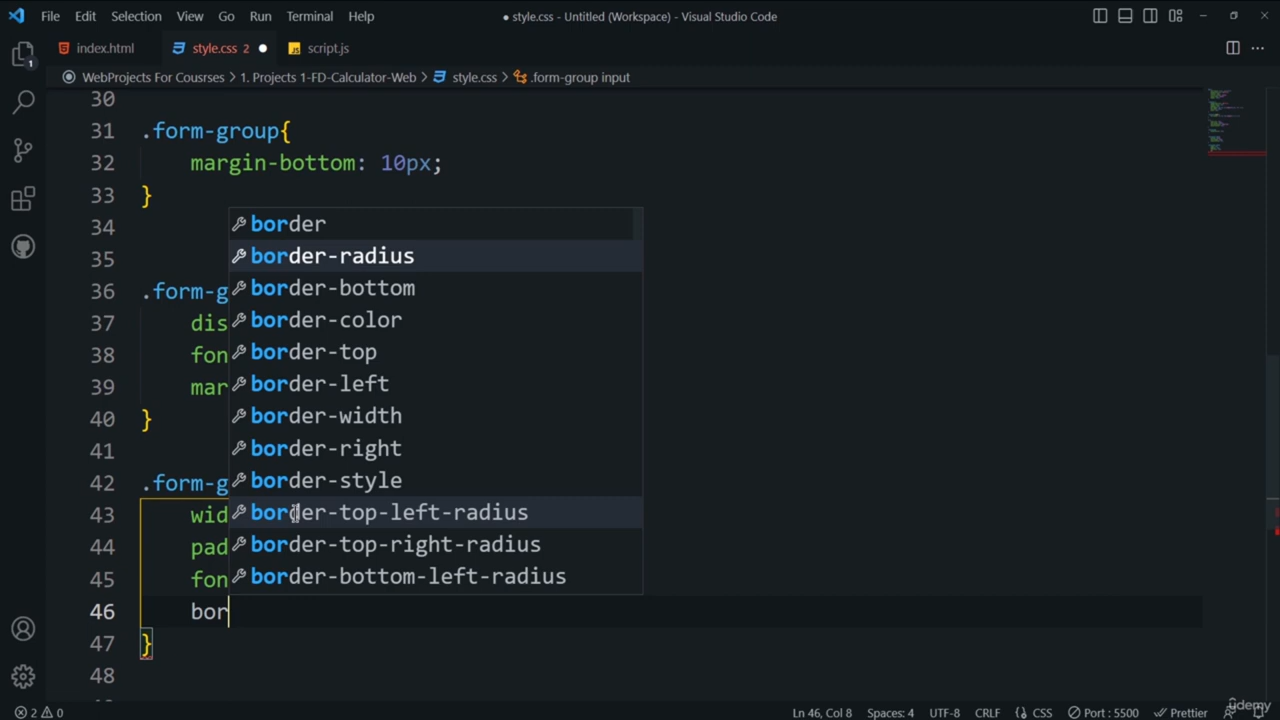 File Edit Selection View Go Run Terminal Help ● style.css - Untitled (Workspace) - Visual Studio Code
index.html style.css 2 ● JS script.js
WebProjects For Cousrses > 1. Projects 1-FD-Calculator-Web > style.css > .form-group input
1
30
31 .form-group{
32 margin-bottom: 10px;
33 }
34
35
36 .form-g
37 dis
38 fon
39 mar
40 }
41
42 .form-g
43 wid
44 pad
45 fon
46 bor
47 }
48
border
border-radius
border-bottom
border-color
border-top
border-left
border-width
border-right
border-style
border-top-left-radius
border-top-right-radius
border-bottom-left-radius
2 0 Ln 46, Col 8 Spaces: 4 UTF-8 CRLF {} CSS Port : 5500 Prettier
ûdemy